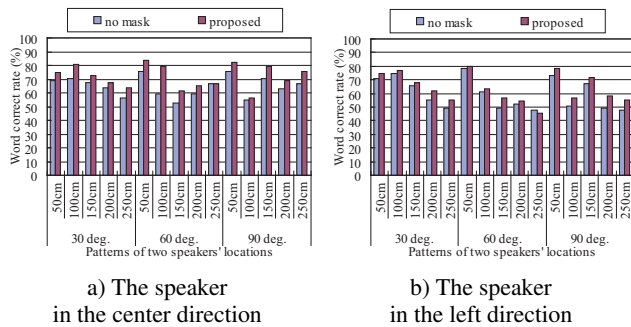 no mask proposed
Word correct rate (%)
100
90
80
70
60
50
40
30
20
10
0
50cm 100cm 150cm 200cm 250cm 50cm 100cm 150cm 200cm 250cm 50cm 100cm 150cm 200cm 250cm
30 deg. 60 deg. 90 deg.
Patterns of two speakers' locations
a) The speaker
in the center direction
no mask proposed
Word correct rate (%)
100
90
80
70
60
50
40
30
20
10
0
50cm 100cm 150cm 200cm 250cm 50cm 100cm 150cm 200cm 250cm 50cm 100cm 150cm 200cm 250cm
30 deg. 60 deg. 90 deg.
Patterns of two speakers' locations
b) The speaker
in the left direction